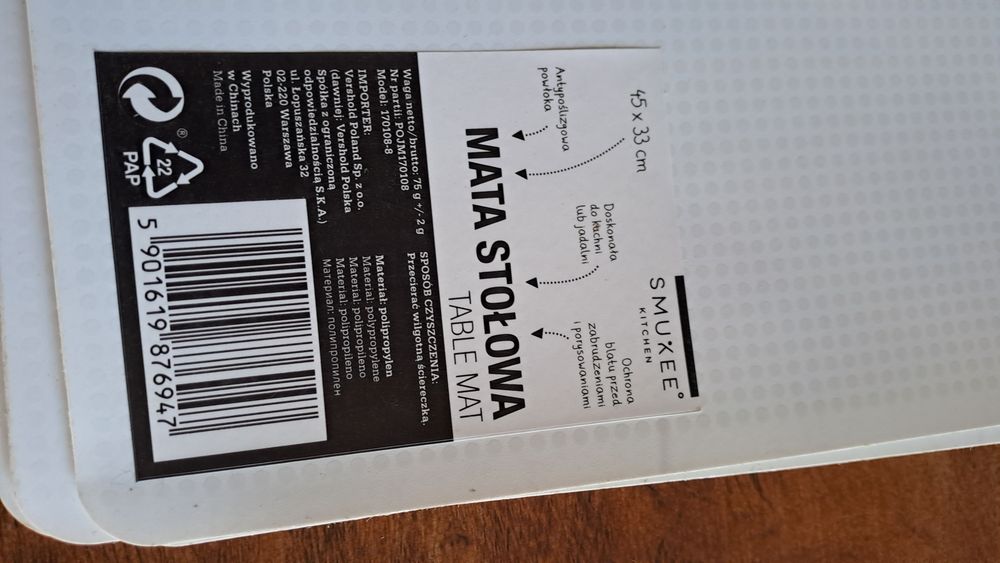 SMUKEE
KITCHEN
45 x 33 cm
Antypoślizgowa
powłoka
Doskonała
do kuchni
lub jadalni
Ochrona
blatu przed
zabrudzeniami
i porysowaniami
MATA STOŁOWA
TABLE MAT
Waga netto/brutto: 75 g +/- 2 g
Nr partii: POJM170108
Model: 170108-8
IMPORTER:
Vershold Poland Sp. z o.o.
(dawniej: Vershold Polska
Spółka z ograniczoną
odpowiedzialnością S.K.A.)
ul. Łopuszańska 32
02-220 Warszawa
Polska
Wyprodukowano
w Chinach
Made in China
SPOSÓB CZYSZCZENIA:
Przecierać wilgotną ściereczką.
Materiał: polipropylen
Material: polypropylene
Material: polipropileno
Material: polipropileno
Материал: полипропилен
®
22
PAP
5 901619 876947